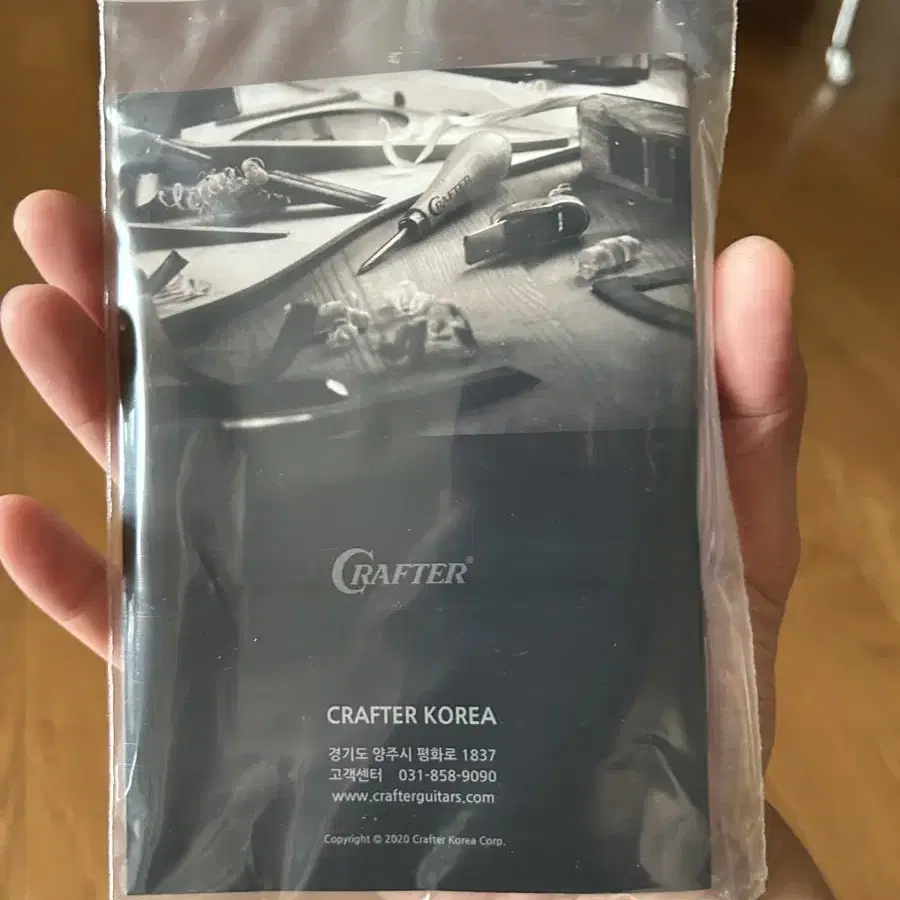 CRAFTER
CRAFTER®
CRAFTER KOREA
경기도 양주시 평화로 1837
고객센터 031-858-9090
www.crafterguitars.com
Copyright © 2020 Crafter Korea Corp.